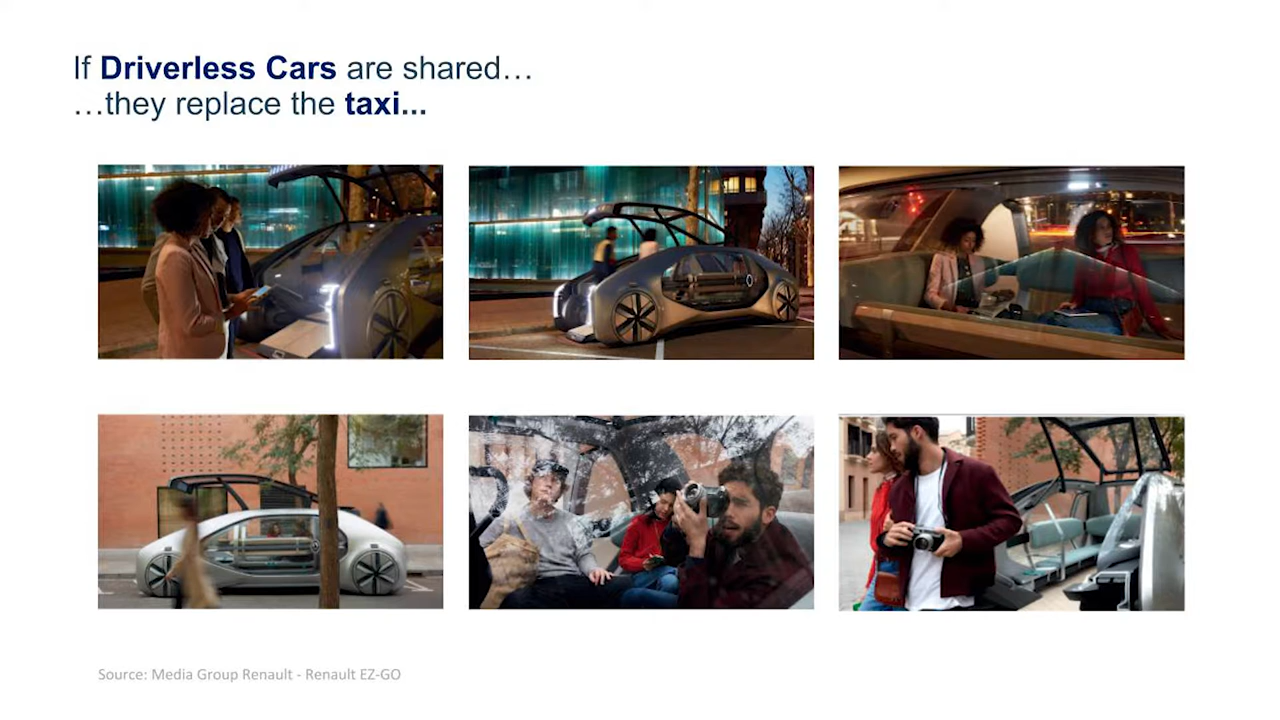 If Driverless Cars are shared…
…they replace the taxi...
Source: Media Group Renault - Renault EZ-GO